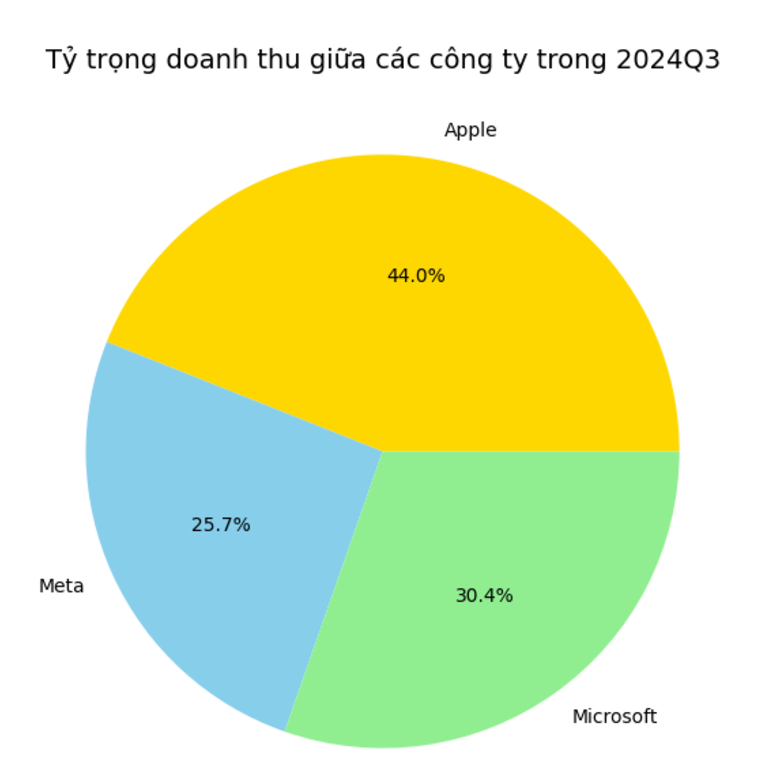 Tỷ trọng doanh thu giữa các công ty trong 2024Q3
Apple
44.0%
25.7%
Meta
30.4%
Microsoft